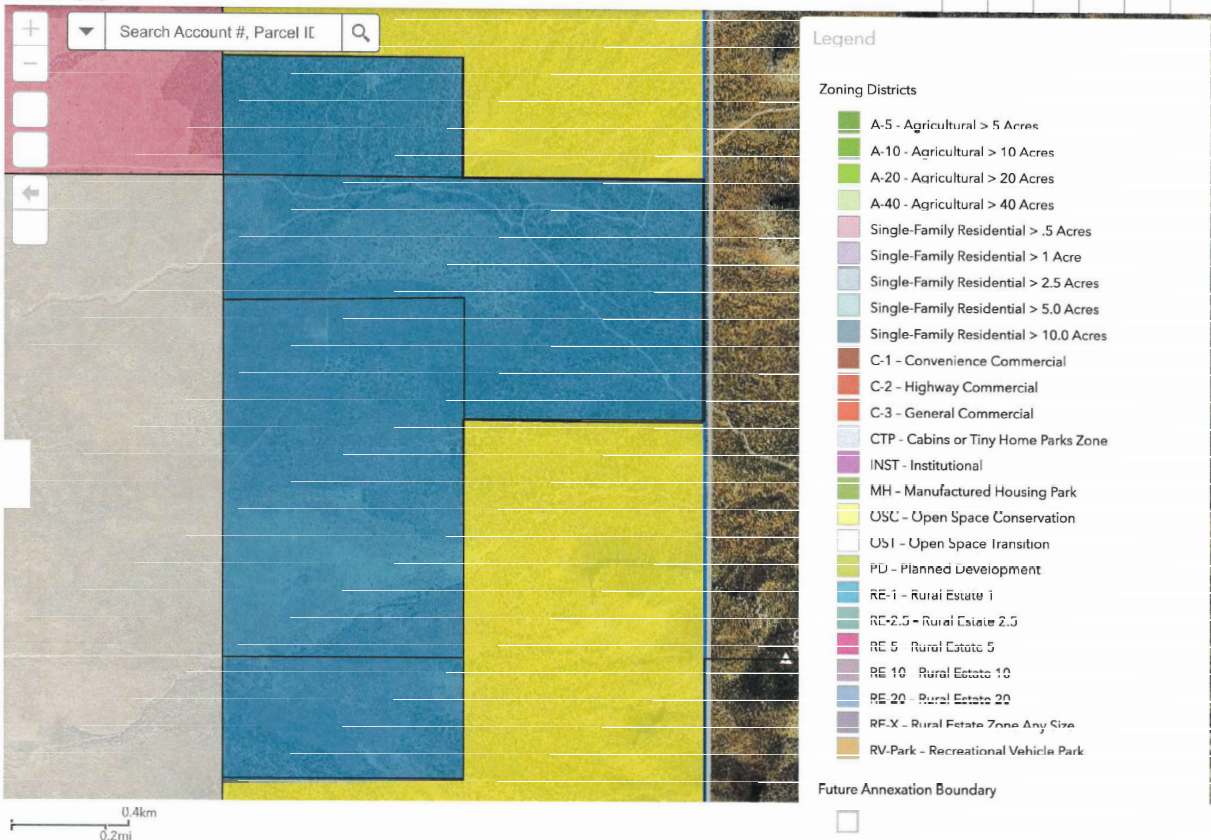 Search Account #, Parcel ID
Legend
Zoning Districts
A-5 - Agricultural > 5 Acres
A-10 - Agricultural > 10 Acres
A-20 - Agricultural > 20 Acres
A-40 - Agricultural > 40 Acres
Single-Family Residential > .5 Acres
Single-Family Residential > 1 Acre
Single-Family Residential > 2.5 Acres
Single-Family Residential > 5.0 Acres
Single-Family Residential > 10.0 Acres
C-1 - Convenience Commercial
C-2 - Highway Commercial
C-3 - General Commercial
CTP - Cabins or Tiny Home Parks Zone
INST - Institutional
MH - Manufactured Housing Park
OSC - Open Space Conservation
OST - Open Space Transition
PD - Planned Development
RE-1 - Rural Estate 1
RE-2.5 - Rural Estate 2.5
RE-5 - Rural Estate 5
RE-10 - Rural Estate 10
RE-20 - Rural Estate 20
RE-X - Rural Estate Zone Any Size
RV-Park - Recreational Vehicle Park
Future Annexation Boundary
0.4km
0.2mi